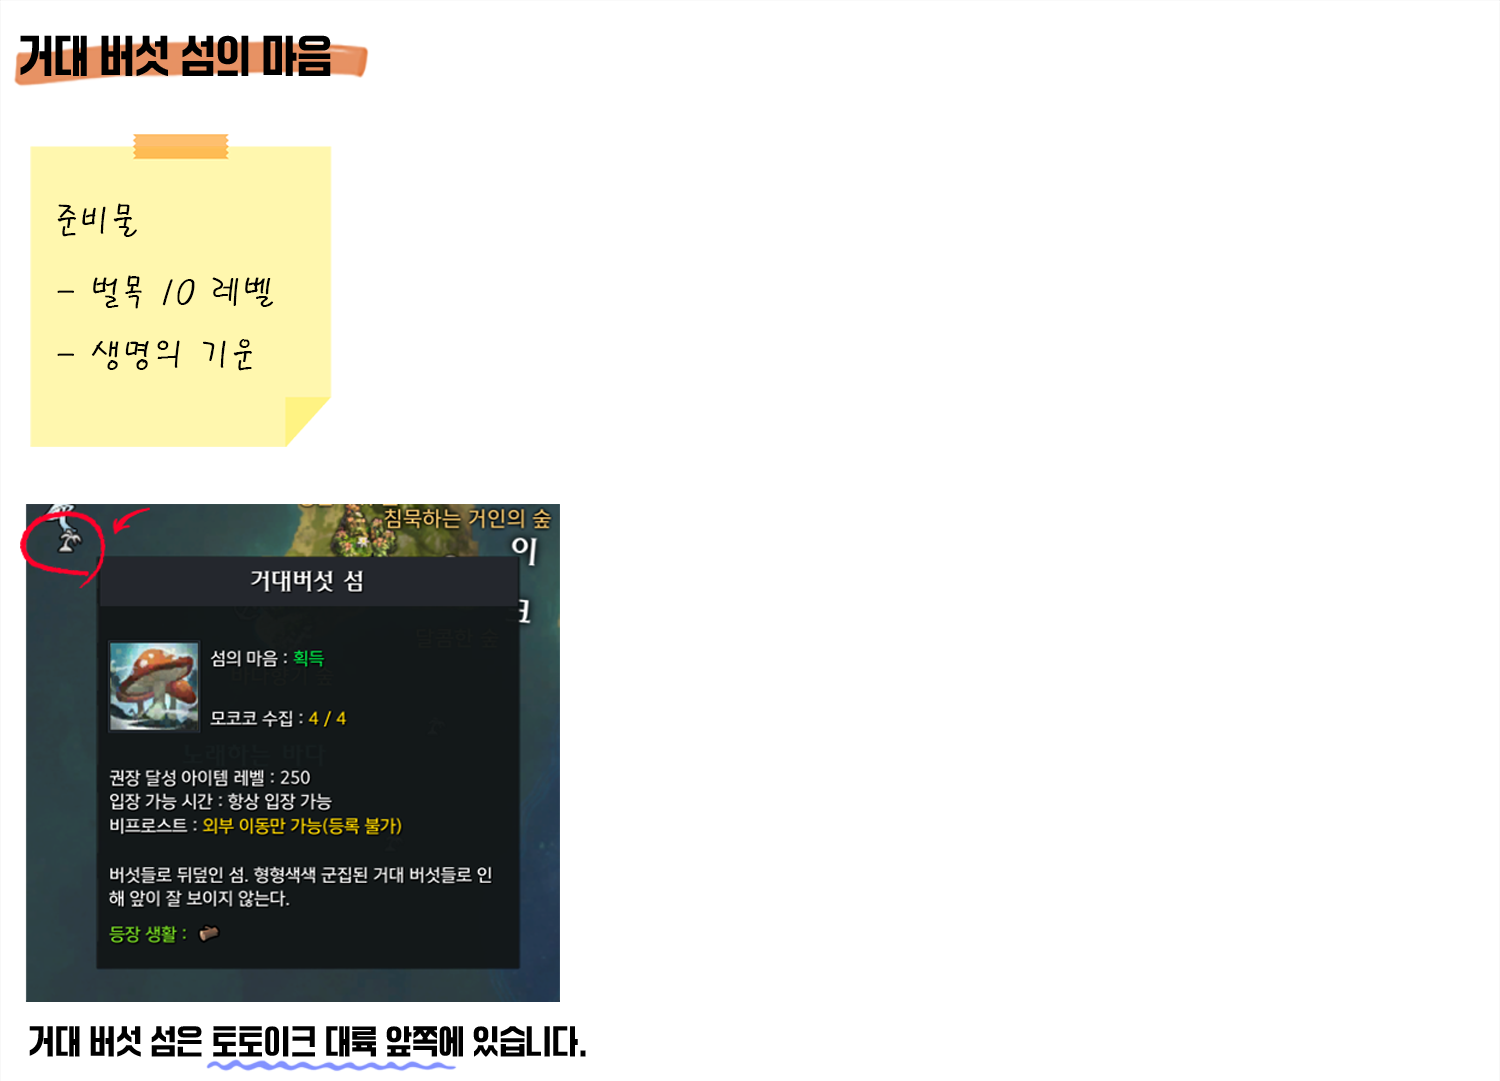 거대 버섯 섬의 마음
준비물
- 벌목 10 레벨
- 생명의 기운
침묵하는 거인의 숲
이
크
거대버섯 섬
섬의 마음 : 획득
모코코 수집 : 4 / 4
노래하는 바다
권장 달성 아이템 레벨 : 250
입장 가능 시간 : 항상 입장 가능
비프로스트 : 외부 이동만 가능(등록 불가)
버섯들로 뒤덮인 섬. 형형색색 군집된 거대 버섯들로 인
해 앞이 잘 보이지 않는다.
등장 생활 :
거대 버섯 섬은 토토이크 대륙 앞쪽에 있습니다.